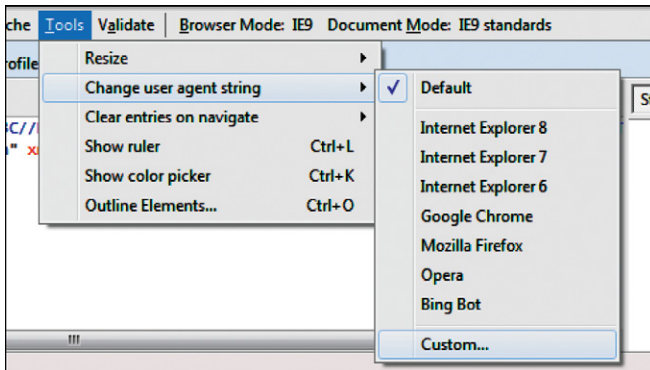 che Tools Validate Browser Mode: IE9 Document Mode: IE9 standards
ofile
Resize
Change user agent string
Clear entries on navigate
Show ruler Ctrl+L
Show color picker Ctrl+K
Outline Elements... Ctrl+O
Default
Internet Explorer 8
Internet Explorer 7
Internet Explorer 6
Google Chrome
Mozilla Firefox
Opera
Bing Bot
Custom...